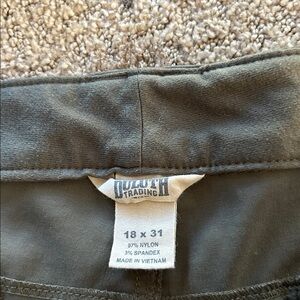 DULUTH
TRADING
18 x 31
97% NYLON
3% SPANDEX
MADE IN VIETNAM